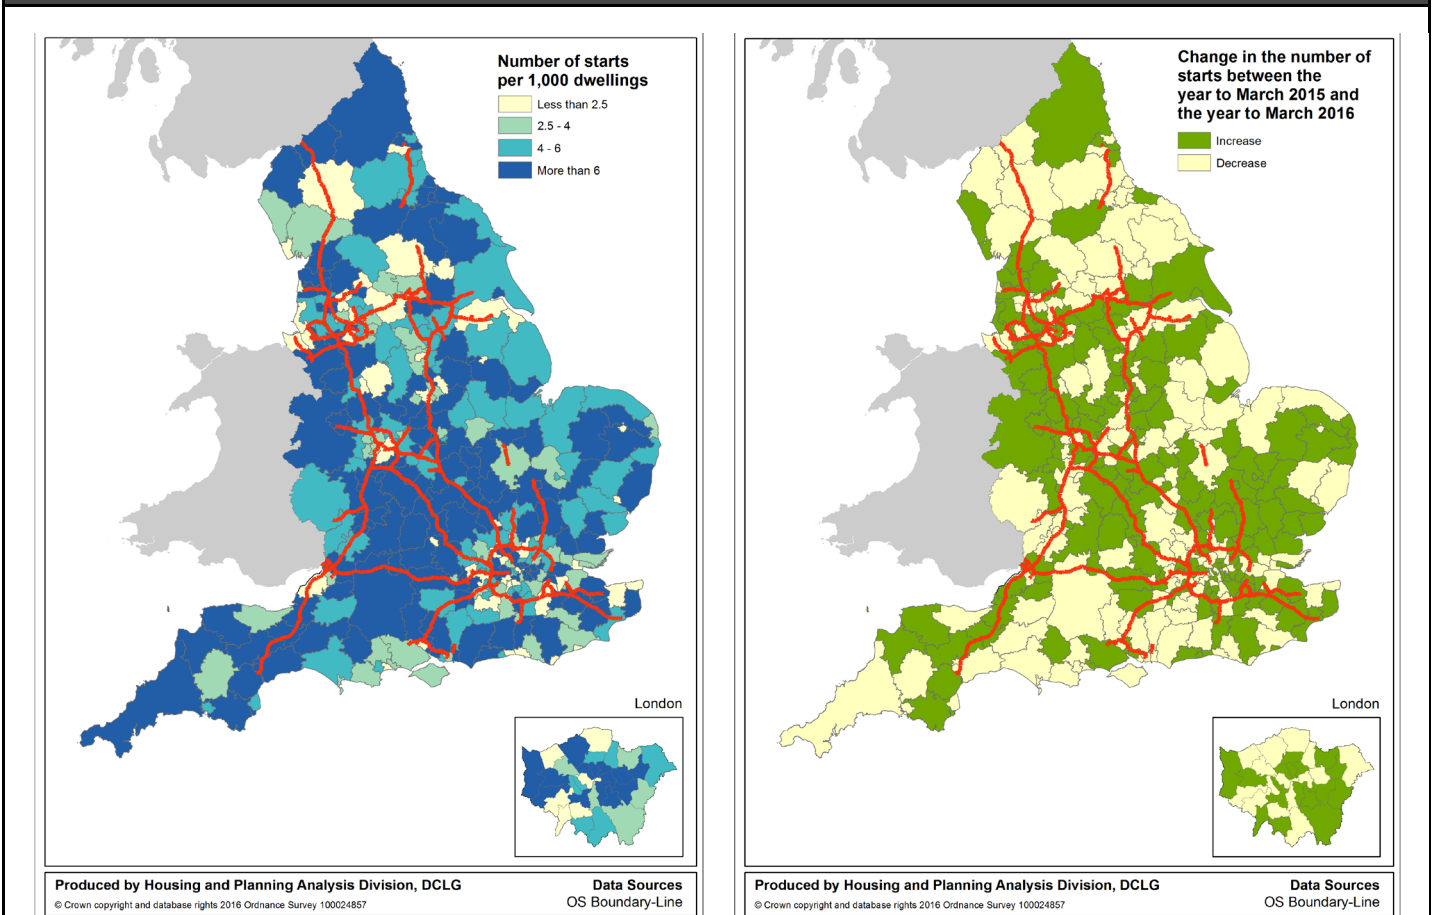 Number of starts
per 1,000 dwellings
Less than 2.5
2.5 - 4
4 - 6
More than 6
London
Produced by Housing and Planning Analysis Division, DCLG
Data Sources
© Crown copyright and database rights 2016 Ordnance Survey 100024857
OS Boundary-Line
Change in the number of
starts between the
year to March 2015 and
the year to March 2016
Increase
Decrease
London
Produced by Housing and Planning Analysis Division, DCLG
Data Sources
© Crown copyright and database rights 2016 Ordnance Survey 100024857
OS Boundary-Line